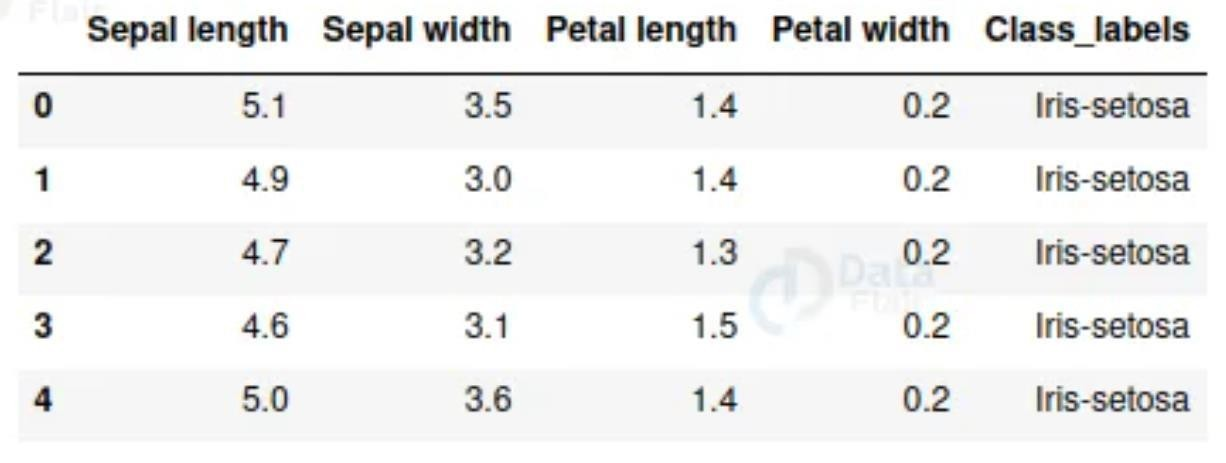 Flair
Sepal length Sepal width Petal length Petal width Class_labels
0 5.1 3.5 1.4 0.2 Iris-setosa
1 4.9 3.0 1.4 0.2 Iris-setosa
2 4.7 3.2 1.3 0.2 Iris-setosa
Data
Flair
3 4.6 3.1 1.5 0.2 Iris-setosa
4 5.0 3.6 1.4 0.2 Iris-setosa